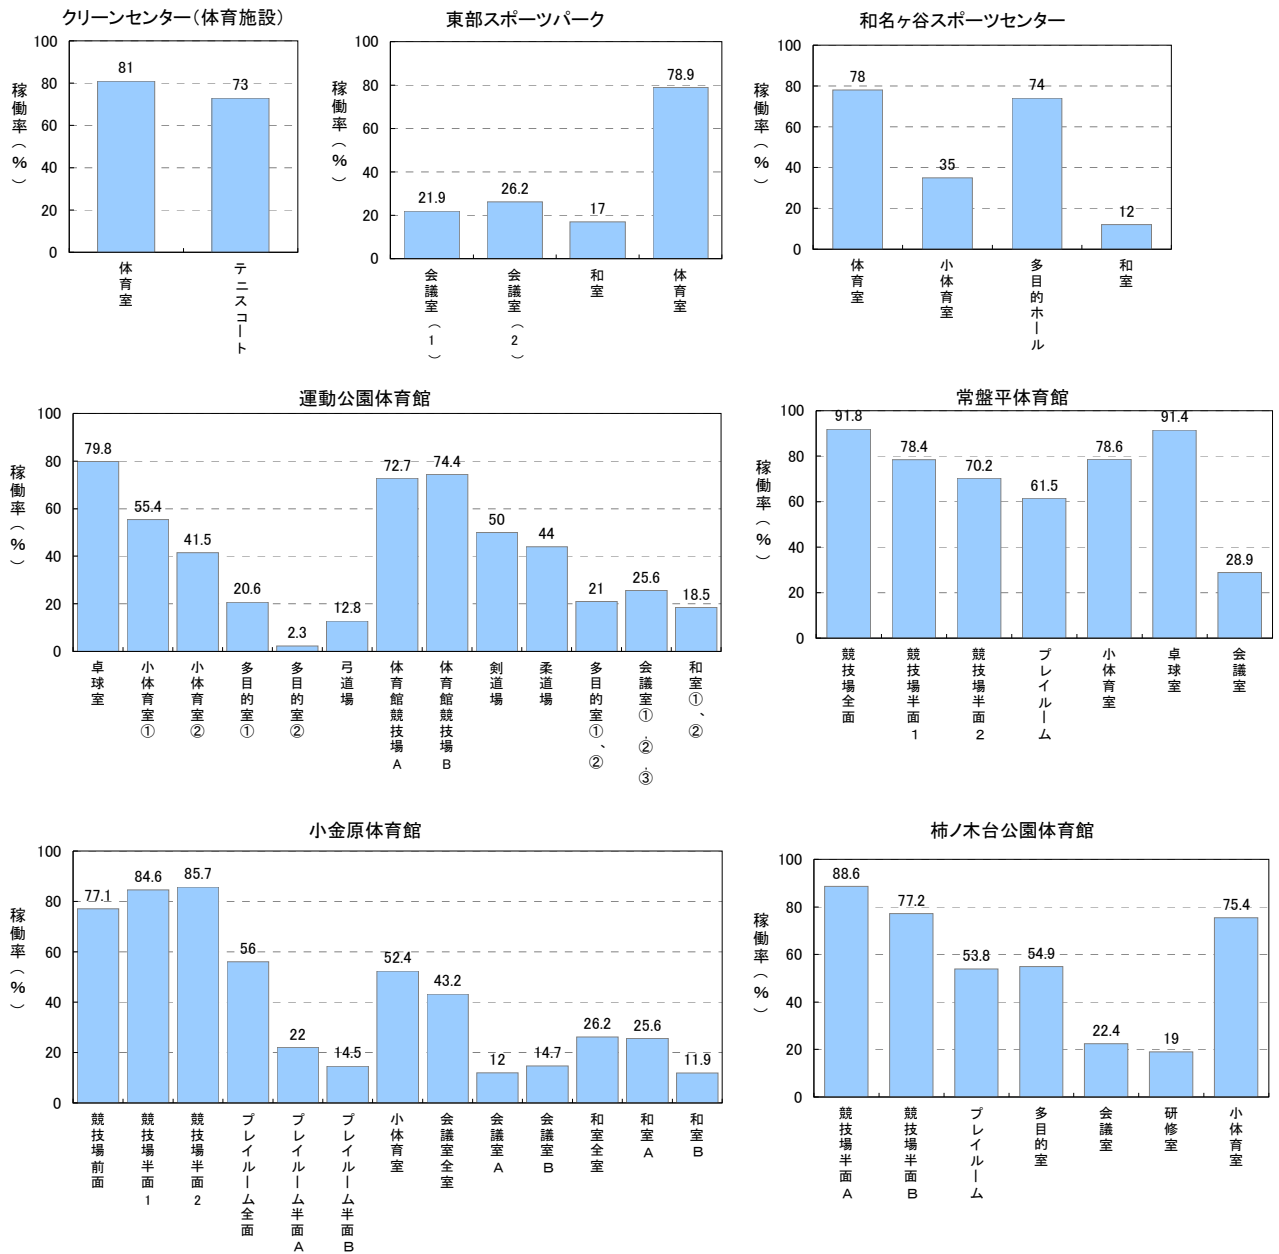 クリーンセンター（体育施設）
稼働率（％）
100
80
60
40
20
0
81
73
体育室
テニスコート
東部スポーツパーク
稼働率（％）
100
80
60
40
20
0
21.9
26.2
17
78.9
会議室（1）
会議室（2）
和室
体育室
和名ヶ谷スポーツセンター
稼働率（％）
100
80
60
40
20
0
78
35
74
12
体育室
小体育室
多目的ホール
和室
運動公園体育館
稼働率（％）
100
80
60
40
20
0
79.8
55.4
41.5
20.6
2.3
12.8
72.7
74.4
50
44
21
25.6
18.5
卓球室
小体育室①
小体育室②
多目的室①
多目的室②
弓道場
体育館競技場A
体育館競技場B
剣道場
柔道場
多目的室①、②
会議室①.②.③
和室①、②
常盤平体育館
稼働率（％）
100
80
60
40
20
0
91.8
78.4
70.2
61.5
78.6
91.4
28.9
競技場全面
競技場半面1
競技場半面2
プレイルーム
小体育室
卓球室
会議室
小金原体育館
稼働率（％）
100
80
60
40
20
0
77.1
84.6
85.7
56
22
14.5
52.4
43.2
12
14.7
26.2
25.6
11.9
競技場前面
競技場半面1
競技場半面2
プレイルーム全面
プレイルーム半面A
プレイルーム半面B
小体育室
会議室全室
会議室A
会議室B
和室全室
和室A
和室B
柿ノ木台公園体育館
稼働率（％）
100
80
60
40
20
0
88.6
77.2
53.8
54.9
22.4
19
75.4
競技場半面A
競技場半面B
プレイルーム
多目的室
会議室
研修室
小体育室